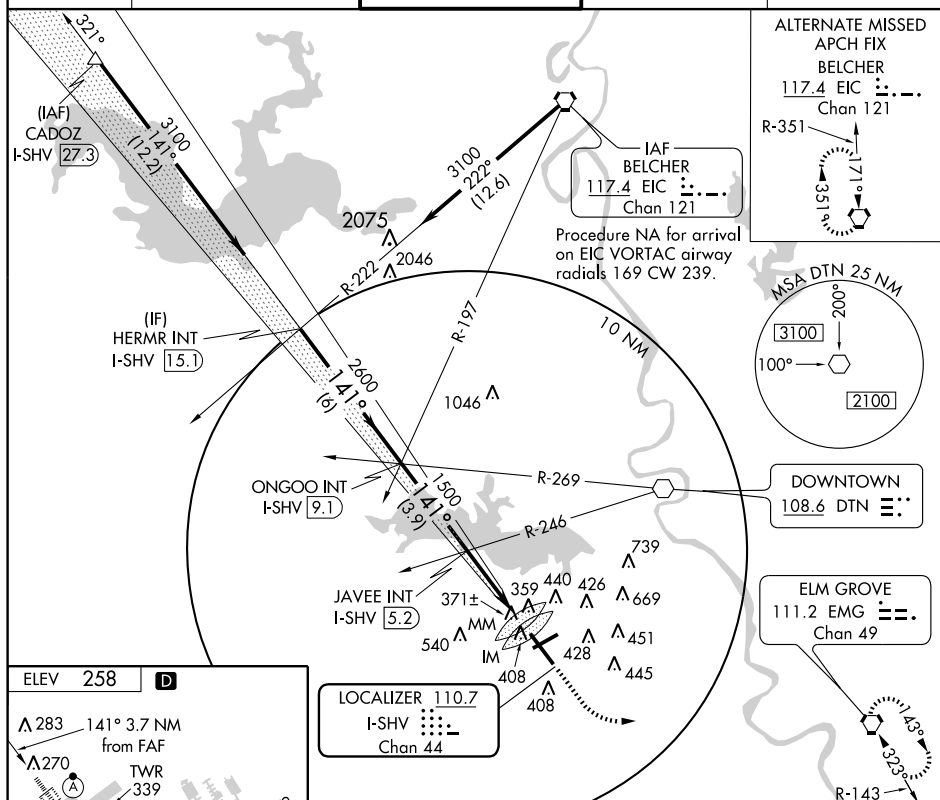 321°
(IAF)
CADOZ
I-SHV 27.3
3100
141°
(12.2)
3100
222°
(12.6)
IAF
BELCHER
117.4 EIC
Chan 121
Procedure NA for arrival
on EIC VORTAC airway
radials 169 CW 239.
ALTERNATE MISSED
APCH FIX
BELCHER
117.4 EIC
Chan 121
R-351
351°
171°
2075
2046
R-222
R-197
10 NM
MSA DTN 25 NM
3100
200°
100°
2100
(IF)
HERMR INT
I-SHV 15.1
2600
141°
(6)
1046
ONGOO INT
I-SHV 9.1
1500
141°
(3.9)
R-269
R-246
DOWNTOWN
108.6 DTN
JAVEE INT
I-SHV 5.2
371±
359
440
426
739
669
MM
540
IM
408
428
451
445
408
ELM GROVE
111.2 EMG
Chan 49
LOCALIZER 110.7
I-SHV
Chan 44
143°
323°
R-143
ELEV 258 D
283
141° 3.7 NM
from FAF
270
A
TWR
339